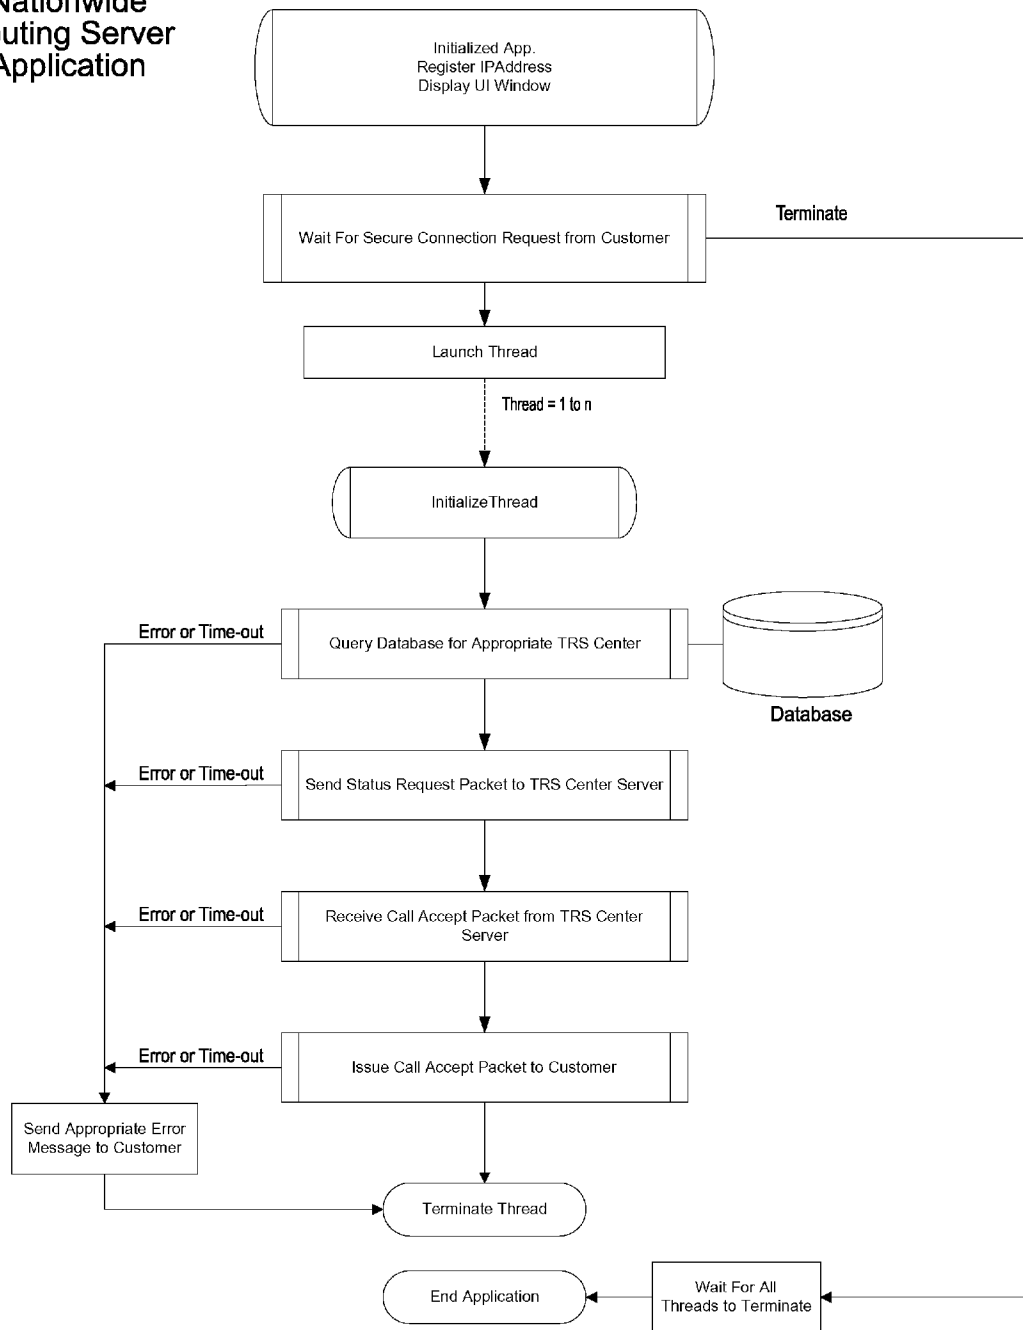 Nationwide
uting Server
Application
Initialized App.
Register IPAddress
Display UI Window
Wait For Secure Connection Request from Customer
Terminate
Launch Thread
Thread = 1 to n
InitializeThread
Error or Time-out
Query Database for Appropriate TRS Center
Database
Error or Time-out
Send Status Request Packet to TRS Center Server
Error or Time-out
Receive Call Accept Packet from TRS Center
Server
Error or Time-out
Issue Call Accept Packet to Customer
Send Appropriate Error
Message to Customer
Terminate Thread
End Application
Wait For All
Threads to Terminate